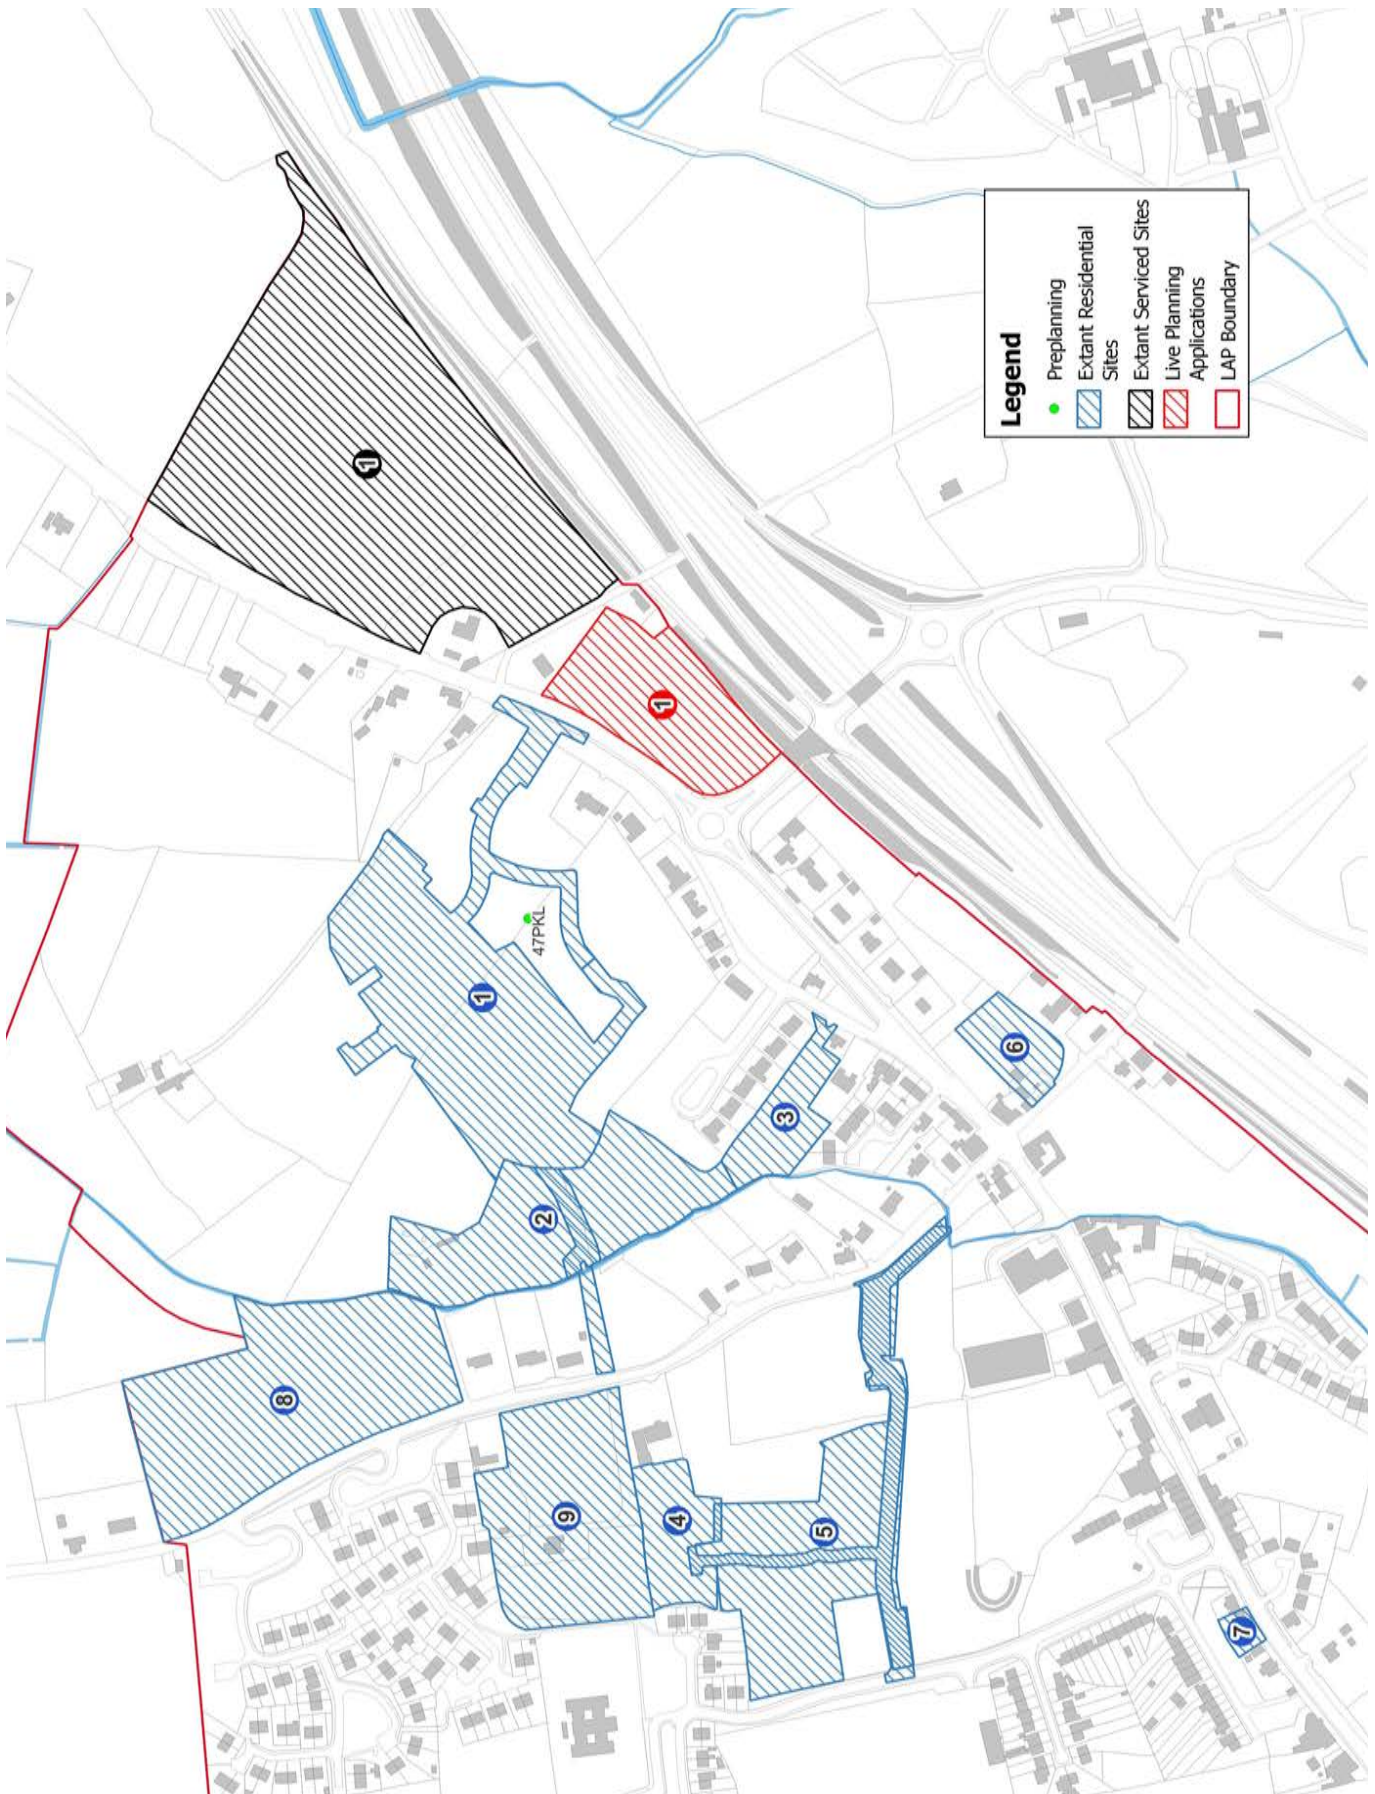 1
1
47PKL
1
2
3
6
8
9
4
5
7
Legend
Preplanning
Extant Residential
Sites
Extant Serviced Sites
Live Planning
Applications
LAP Boundary